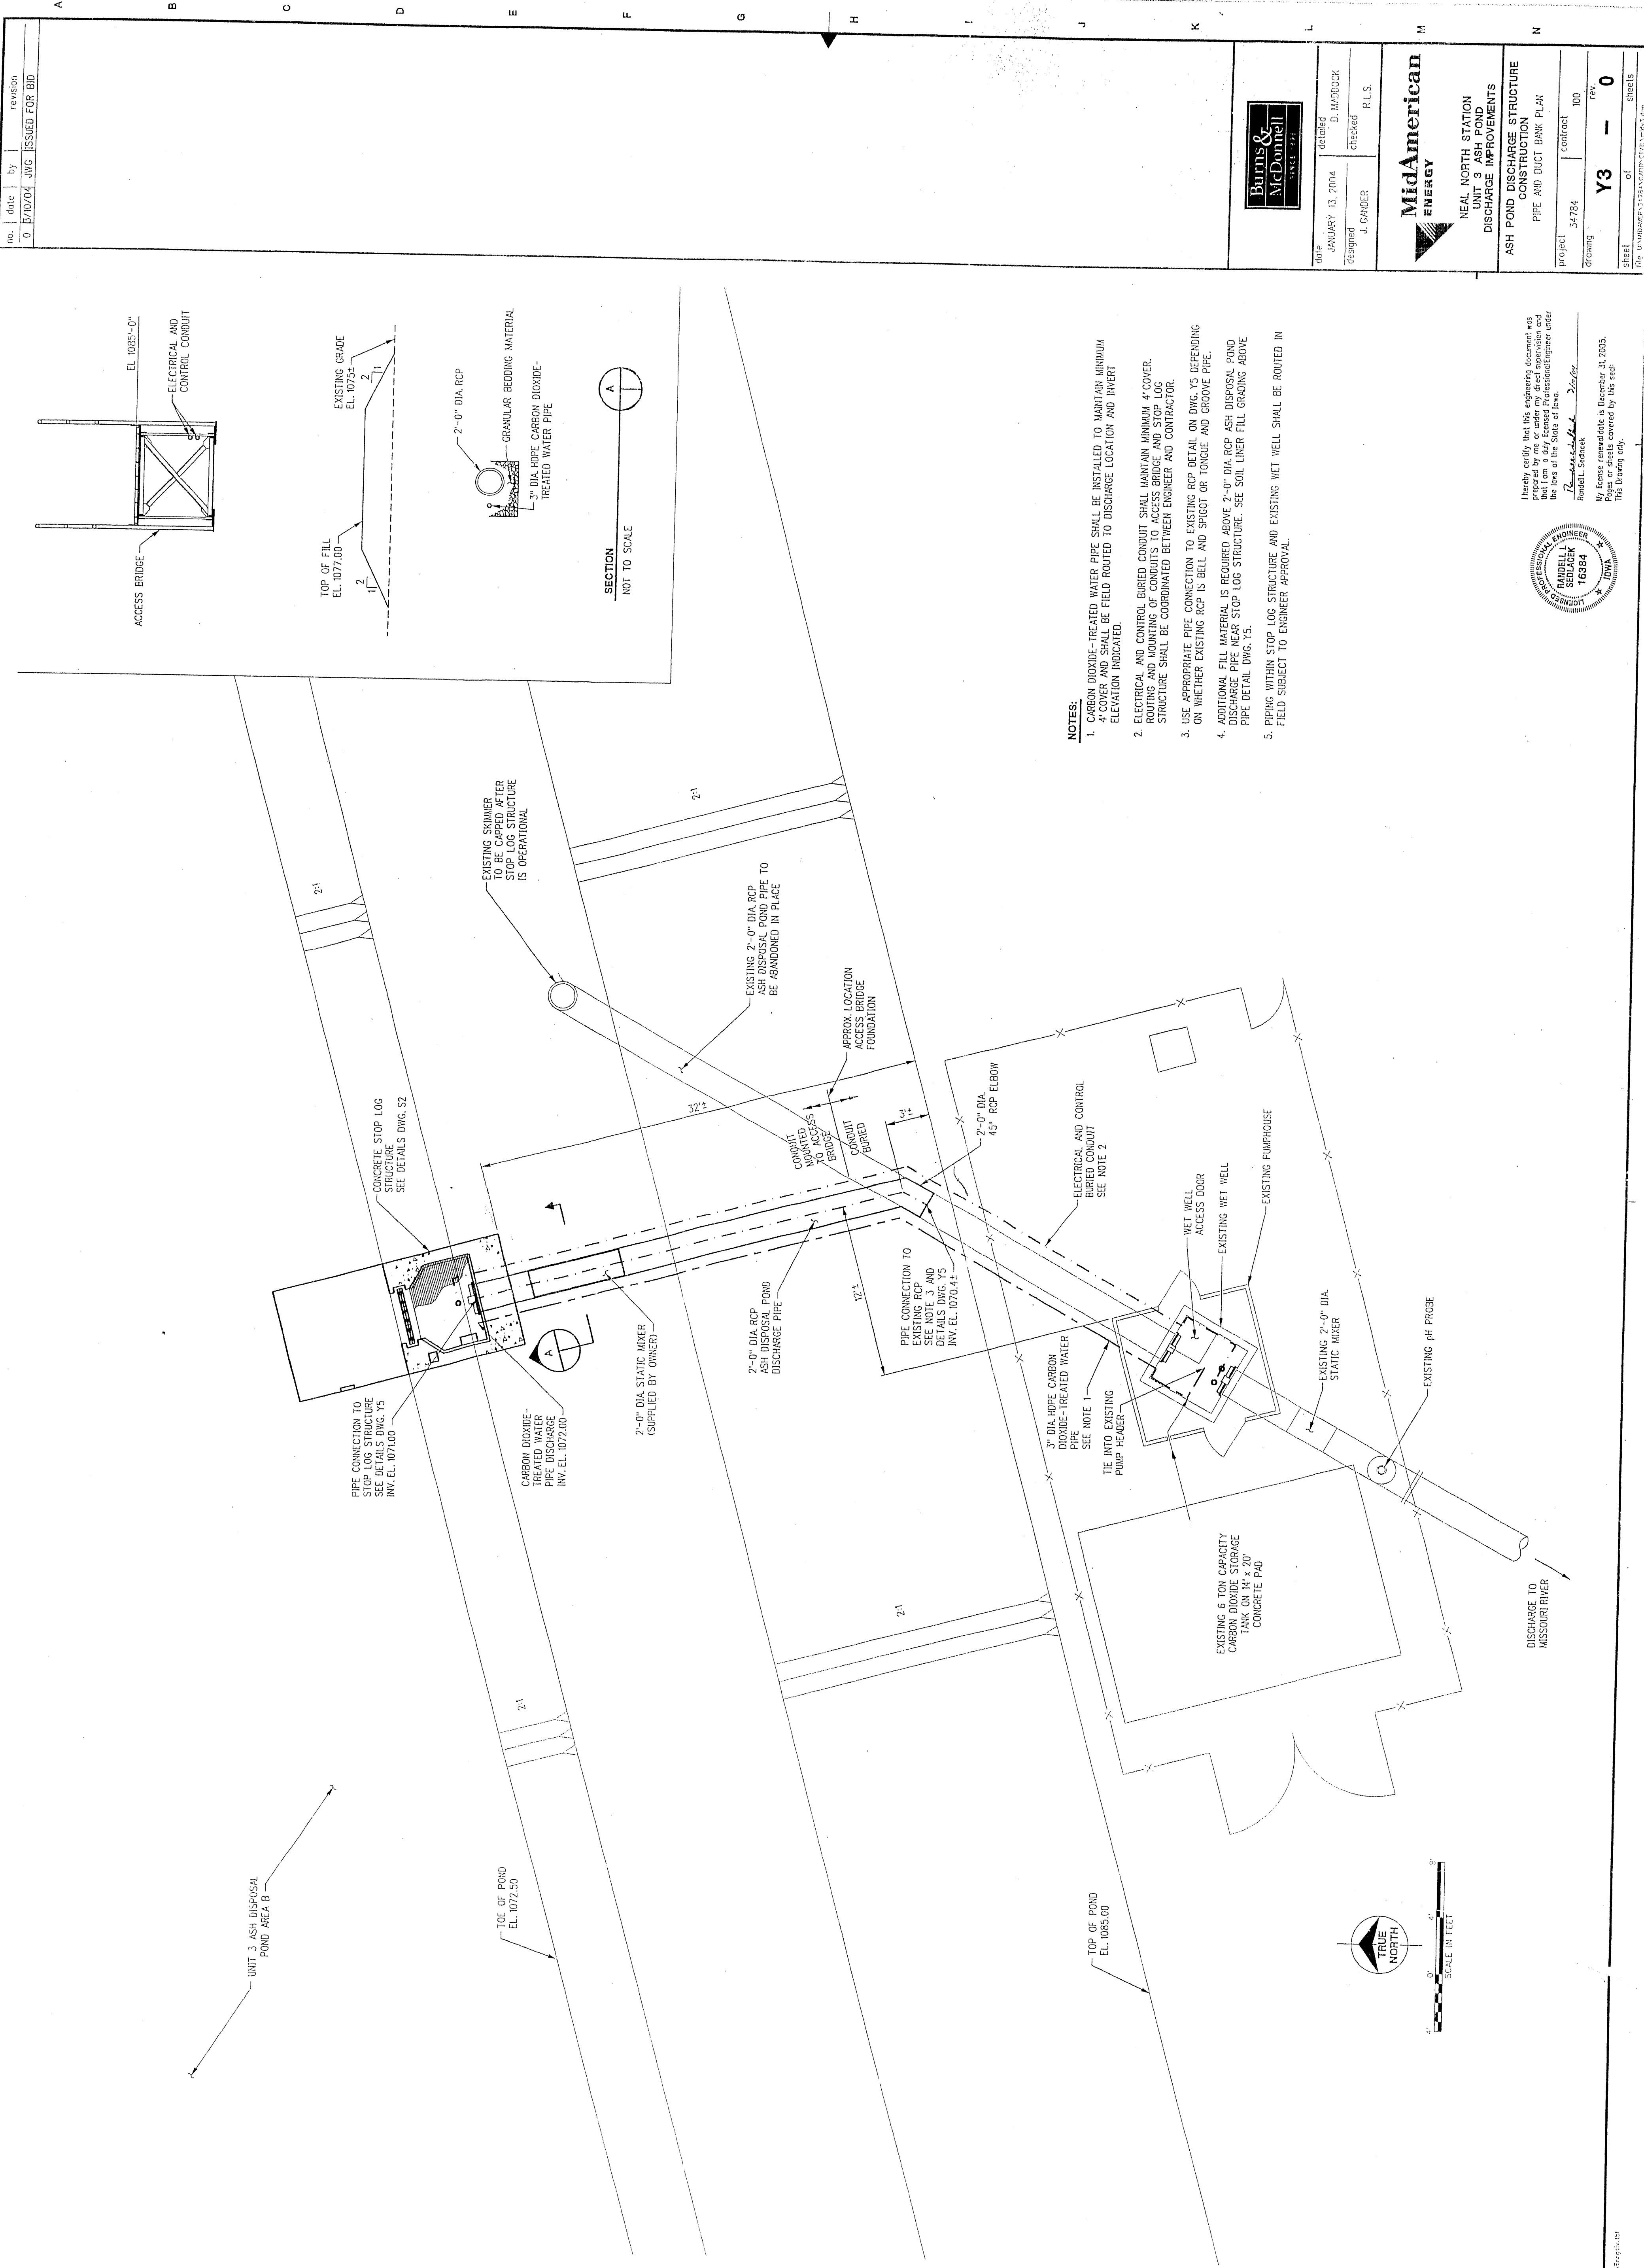 no. | date | by | revision
0 | 3/10/04 | JWG | ISSUED FOR BID
A
B
C
D
E
F
G
H
I
J
K
L
M
N
ACCESS BRIDGE
EL 1085'-0"
ELECTRICAL AND
CONTROL CONDUIT
TOP OF FILL
EL. 1077.00
2
1
2
1
EXISTING GRADE
EL. 1075±
2'-0" DIA. RCP
GRANULAR BEDDING MATERIAL
3" DIA. HDPE CARBON DIOXIDE-
TREATED WATER PIPE
SECTION
NOT TO SCALE
A
UNIT 3 ASH DISPOSAL
POND AREA B
TOE OF POND
EL. 1072.50
TOP OF POND
EL. 1085.00
2:1
2:1
2:1
2:1
PIPE CONNECTION TO
STOP LOG STRUCTURE
SEE DETAILS DWG. Y5
INV. EL. 1071.00
CONCRETE STOP LOG
STRUCTURE
SEE DETAILS DWG. S2
CARBON DIOXIDE-
TREATED WATER
PIPE DISCHARGE
INV. EL. 1072.00
A
2'-0" DIA. STATIC MIXER
(SUPPLIED BY OWNER)
EXISTING SKIMMER
TO BE CAPPED AFTER
STOP LOG STRUCTURE
IS OPERATIONAL
32'±
2'-0" DIA. RCP
ASH DISPOSAL POND
DISCHARGE PIPE
EXISTING 2'-0" DIA. RCP
ASH DISPOSAL POND PIPE TO
BE ABANDONED IN PLACE
CONDUIT
MOUNTED
TO ACCESS
BRIDGE
CONDUIT
BURIED
APPROX. LOCATION
ACCESS BRIDGE
FOUNDATION
3'±
12'±
PIPE CONNECTION TO
EXISTING RCP
SEE NOTE 3 AND
DETAILS DWG. Y5
INV. EL. 1070.4±
2'-0" DIA.
45° RCP ELBOW
3" DIA. HDPE CARBON
DIOXIDE-TREATED WATER
PIPE
SEE NOTE 1
ELECTRICAL AND CONTROL
BURIED CONDUIT
SEE NOTE 2
TIE INTO EXISTING
PUMP HEADER
WET WELL
ACCESS DOOR
EXISTING WET WELL
EXISTING PUMPHOUSE
EXISTING 6 TON CAPACITY
CARBON DIOXIDE STORAGE
TANK ON 14' x 20'
CONCRETE PAD
EXISTING 2'-0" DIA.
STATIC MIXER
EXISTING pH PROBE
DISCHARGE TO
MISSOURI RIVER
TRUE
NORTH
4' 0' 4' 8'
SCALE IN FEET
NOTES:
1. CARBON DIOXIDE-TREATED WATER PIPE SHALL BE INSTALLED TO MAINTAIN MINIMUM
4' COVER AND SHALL BE FIELD ROUTED TO DISCHARGE LOCATION AND INVERT
ELEVATION INDICATED.
2. ELECTRICAL AND CONTROL BURIED CONDUIT SHALL MAINTAIN MINIMUM 4' COVER.
ROUTING AND MOUNTING OF CONDUITS TO ACCESS BRIDGE AND STOP LOG
STRUCTURE SHALL BE COORDINATED BETWEEN ENGINEER AND CONTRACTOR.
3. USE APPROPRIATE PIPE CONNECTION TO EXISTING RCP DETAIL ON DWG. Y5 DEPENDING
ON WHETHER EXISTING RCP IS BELL AND SPIGOT OR TONGUE AND GROOVE PIPE.
4. ADDITIONAL FILL MATERIAL IS REQUIRED ABOVE 2'-0" DIA. RCP ASH DISPOSAL POND
DISCHARGE PIPE NEAR STOP LOG STRUCTURE. SEE SOIL LINER FILL GRADING ABOVE
PIPE DETAIL DWG. Y5.
5. PIPING WITHIN STOP LOG STRUCTURE AND EXISTING WET WELL SHALL BE ROUTED IN
FIELD SUBJECT TO ENGINEER APPROVAL.
LICENSED PROFESSIONAL ENGINEER
RANDELL L
SEDLACEK
16384
IOWA
I hereby certify that this engineering document was
prepared by me or under my direct supervision and
that I am a duly licensed Professional Engineer under
the laws of the State of Iowa.
Randell L. Sedlacek
My license renewal date is December 31, 2005.
Pages or sheets covered by this seal:
This Drawing only.
Burns &
McDonnell
SINCE 1898
date
JANUARY 13, 2004
detailed
D. MADDOCK
designed
J. GANDER
checked
R.L.S.
MidAmerican
ENERGY
NEAL NORTH STATION
UNIT 3 ASH POND
DISCHARGE IMPROVEMENTS
ASH POND DISCHARGE STRUCTURE
CONSTRUCTION
PIPE AND DUCT BANK PLAN
project
34784
contract
100
drawing
rev.
Y3 – 0
sheet of sheets